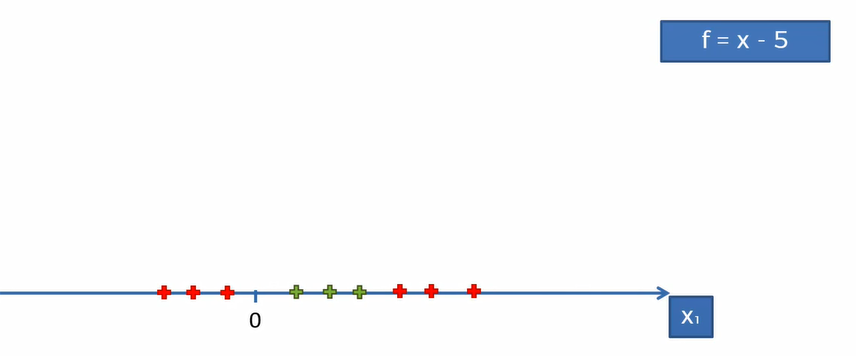 f = x - 5
0
x₁